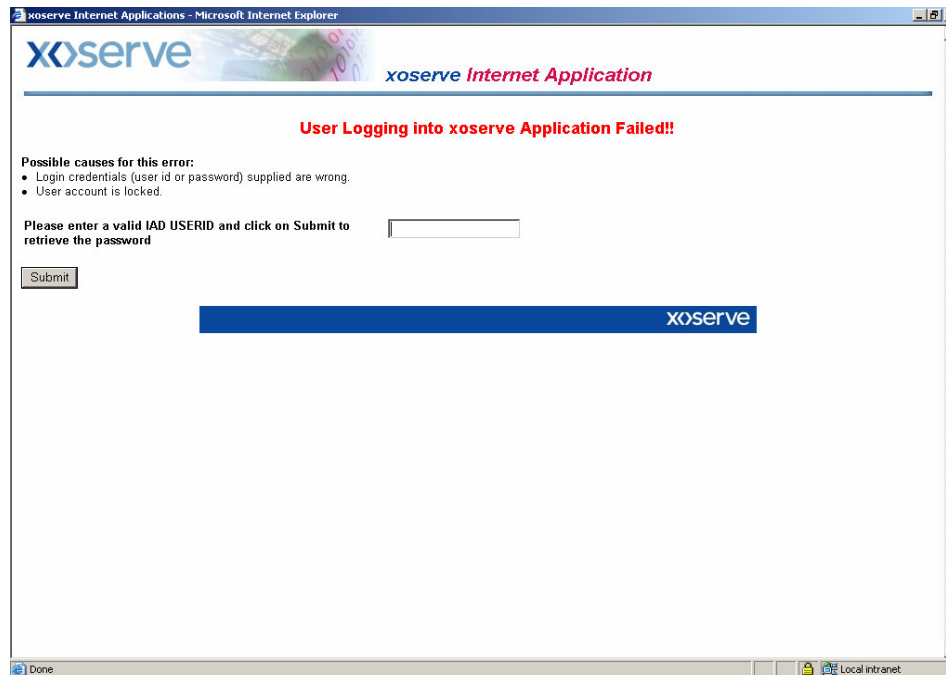 xoserve Internet Applications - Microsoft Internet Explorer
xoserve
xoserve Internet Application
User Logging into xoserve Application Failed!!
Possible causes for this error:
• Login credentials (user id or password) supplied are wrong.
• User account is locked.
Please enter a valid IAD USERID and click on Submit to
retrieve the password
Submit
xoserve
Done
Local intranet